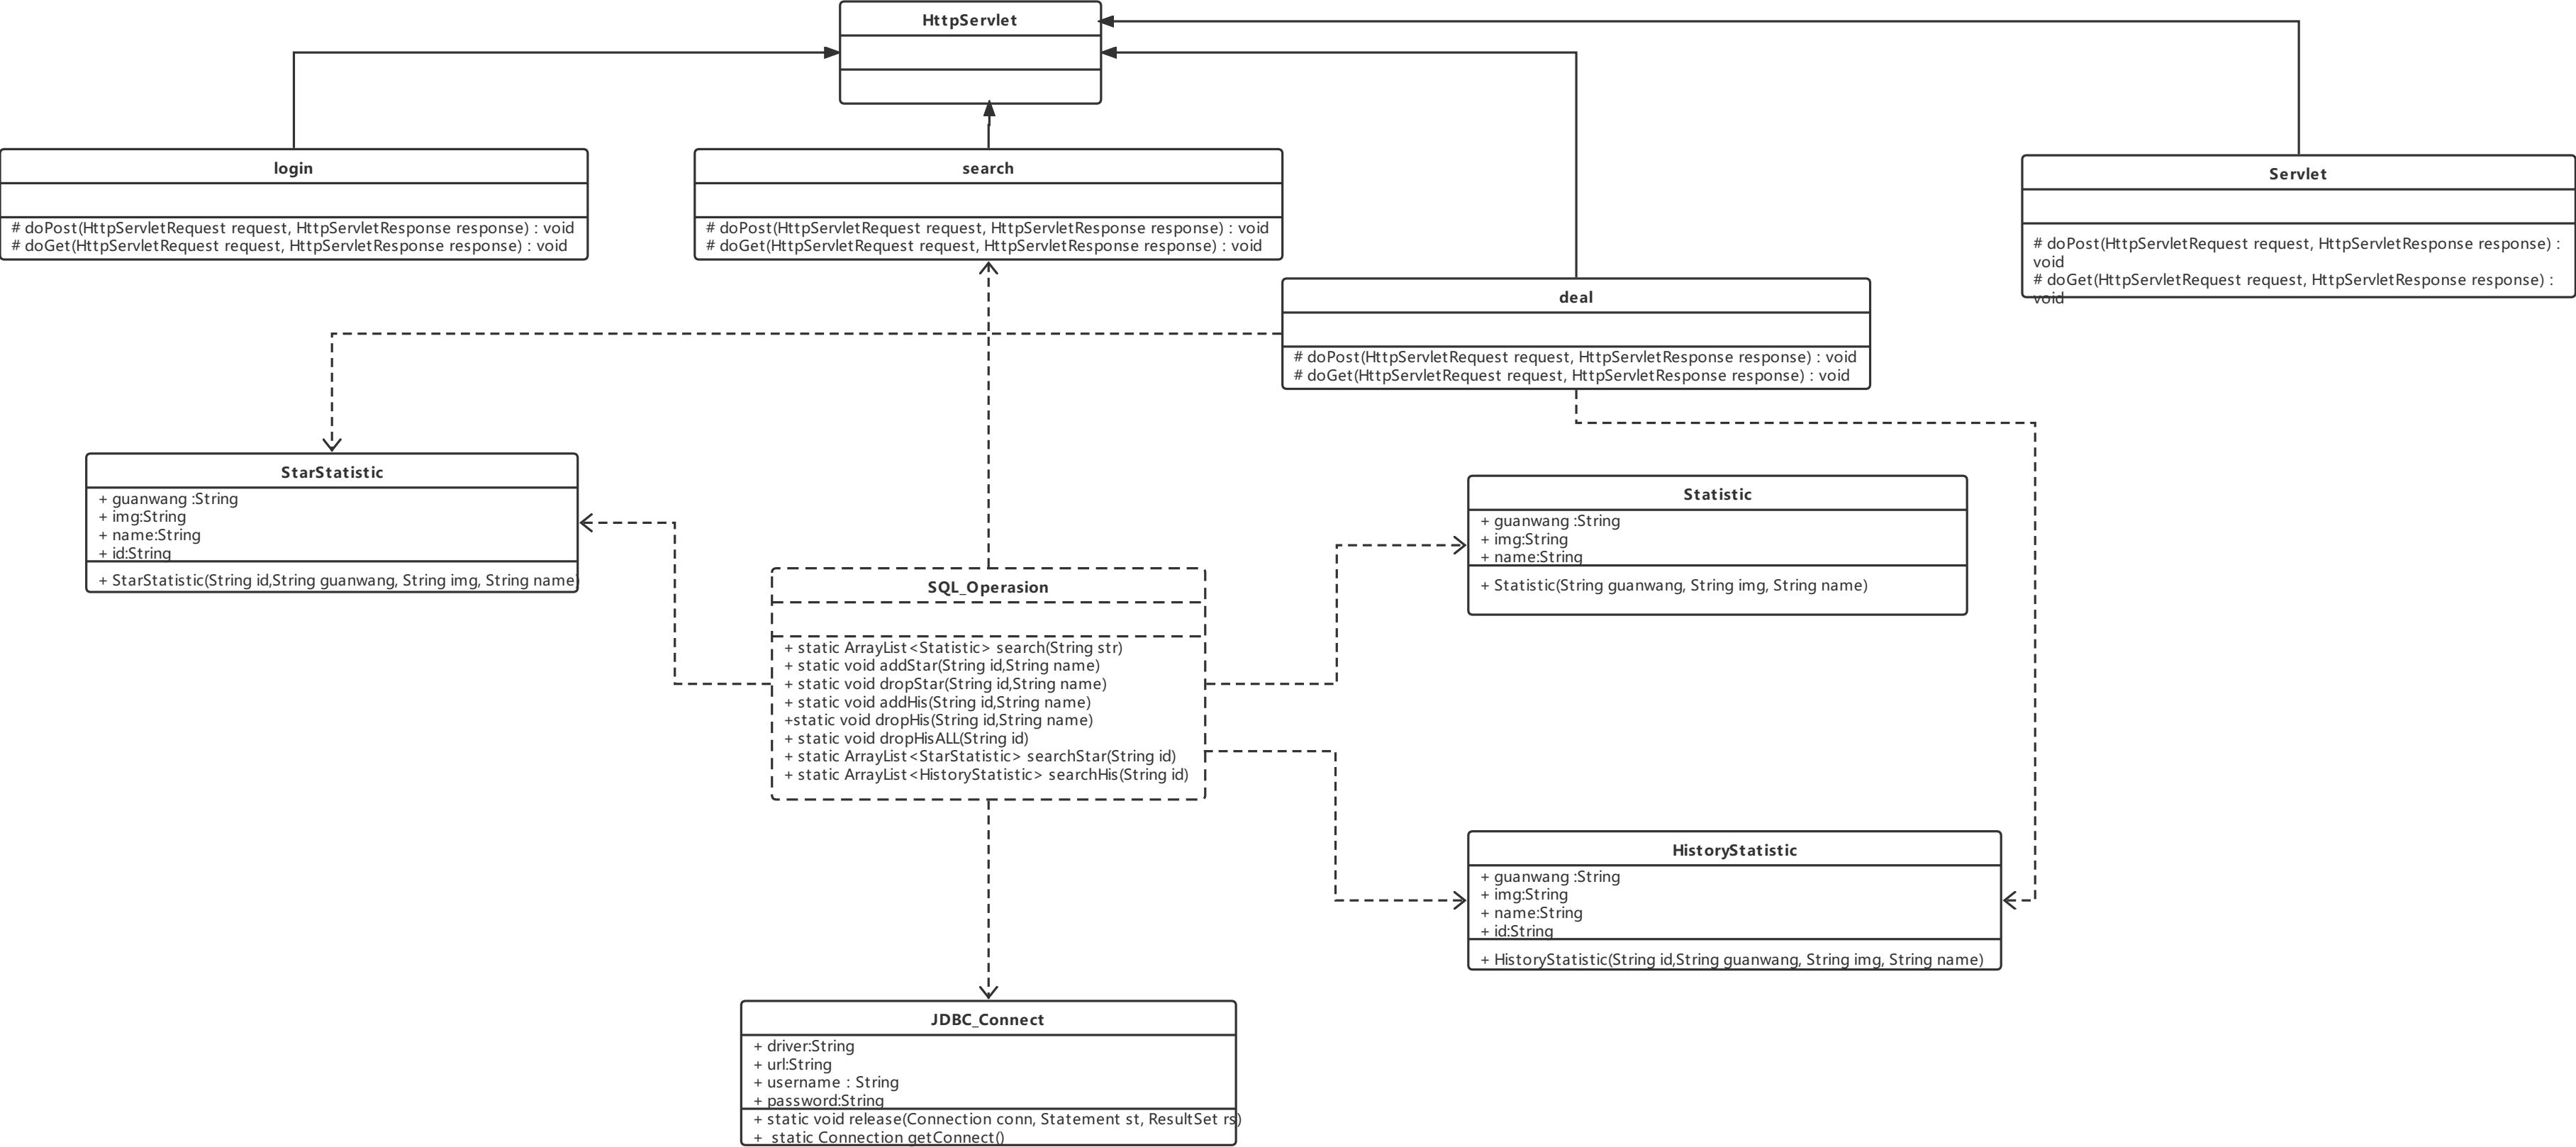 HttpServlet
login
# doPost(HttpServletRequest request, HttpServletResponse response) : void
# doGet(HttpServletRequest request, HttpServletResponse response) : void
search
# doPost(HttpServletRequest request, HttpServletResponse response) : void
# doGet(HttpServletRequest request, HttpServletResponse response) : void
Servlet
# doPost(HttpServletRequest request, HttpServletResponse response) :
void
# doGet(HttpServletRequest request, HttpServletResponse response) :
void
deal
# doPost(HttpServletRequest request, HttpServletResponse response) : void
# doGet(HttpServletRequest request, HttpServletResponse response) : void
StarStatistic
+ guanwang :String
+ img:String
+ name:String
+ id:String
+ StarStatistic(String id,String guanwang, String img, String name)
Statistic
+ guanwang :String
+ img:String
+ name:String
+ Statistic(String guanwang, String img, String name)
SQL_Operasion
+ static ArrayList<Statistic> search(String str)
+ static void addStar(String id,String name)
+ static void dropStar(String id,String name)
+ static void addHis(String id,String name)
+static void dropHis(String id,String name)
+ static void dropHisALL(String id)
+ static ArrayList<StarStatistic> searchStar(String id)
+ static ArrayList<HistoryStatistic> searchHis(String id)
HistoryStatistic
+ guanwang :String
+ img:String
+ name:String
+ id:String
+ HistoryStatistic(String id,String guanwang, String img, String name)
JDBC_Connect
+ driver:String
+ url:String
+ username : String
+ password:String
+ static void release(Connection conn, Statement st, ResultSet rs)
+ static Connection getConnect()